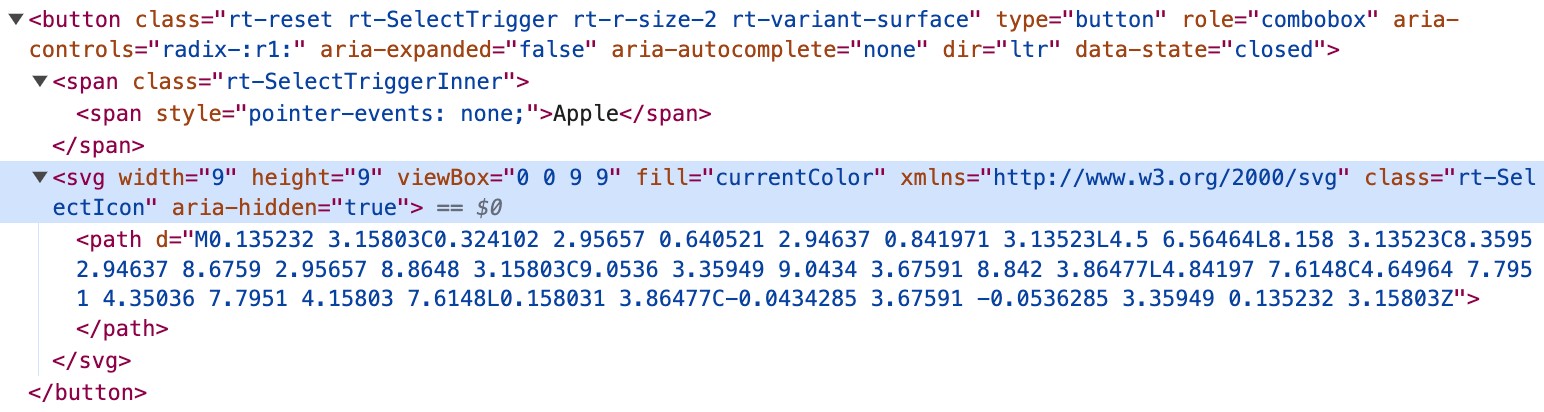 ▼<button class="rt-reset rt-SelectTrigger rt-r-size-2 rt-variant-surface" type="button" role="combobox" aria-
controls="radix-:r1:" aria-expanded="false" aria-autocomplete="none" dir="ltr" data-state="closed">
▼<span class="rt-SelectTriggerInner">
<span style="pointer-events: none;">Apple</span>
</span>
▼<svg width="9" height="9" viewBox="0 0 9 9" fill="currentColor" xmlns="http://www.w3.org/2000/svg" class="rt-Sel
ectIcon" aria-hidden="true"> == $0
<path d="M0.135232 3.15803C0.324102 2.95657 0.640521 2.94637 0.841971 3.13523L4.5 6.56464L8.158 3.13523C8.3595
2.94637 8.6759 2.95657 8.8648 3.15803C9.0536 3.35949 9.0434 3.67591 8.842 3.86477L4.84197 7.6148C4.64964 7.795
1 4.35036 7.7951 4.15803 7.6148L0.158031 3.86477C-0.0434285 3.67591 -0.0536285 3.35949 0.135232 3.15803Z">
</path>
</svg>
</button>